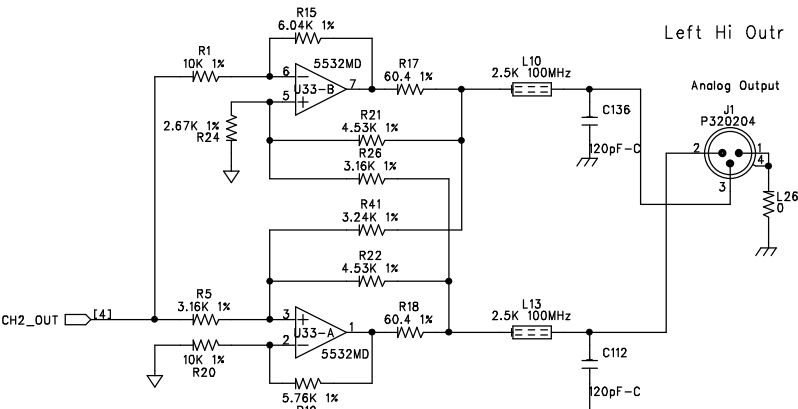 Left Hi Outr
R15
6.04K 1%
R1
10K 1%
5532MD
6
7
5
U33-B
R17
60.4 1%
L10
2.5K 100MHz
Analog Output
J1
P320204
C136
120pF-C
2.67K 1%
R24
R21
4.53K 1%
R26
3.16K 1%
2
1
4
3
L26
0
R41
3.24K 1%
R22
4.53K 1%
CH2_OUT
[4]
R5
3.16K 1%
3
1
2
U33-A
5532MD
R18
60.4 1%
L13
2.5K 100MHz
10K 1%
R20
5.76K 1%
C112
120pF-C